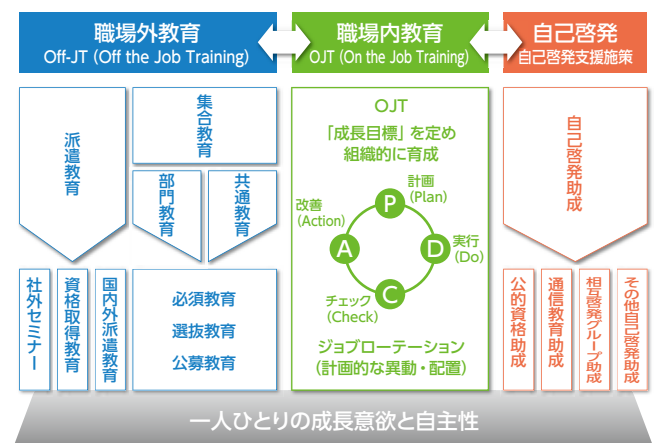 職場外教育
Off-JT (Off the Job Training)
職場内教育
OJT (On the Job Training)
自己啓発
自己啓発支援施策
派遣教育
集合教育
部門教育
共通教育
社外セミナー
資格取得教育
国内外派遣教育
必須教育
選抜教育
公募教育
OJT
「成長目標」を定め
組織的に育成
計画
(Plan)
改善
(Action)
P
A
D
C
実行
(Do)
チェック
(Check)
ジョブローテーション
(計画的な異動・配置)
自己啓発助成
公的資格助成
通信教育助成
相互啓発グループ助成
その他自己啓発助成
一人ひとりの成長意欲と自主性